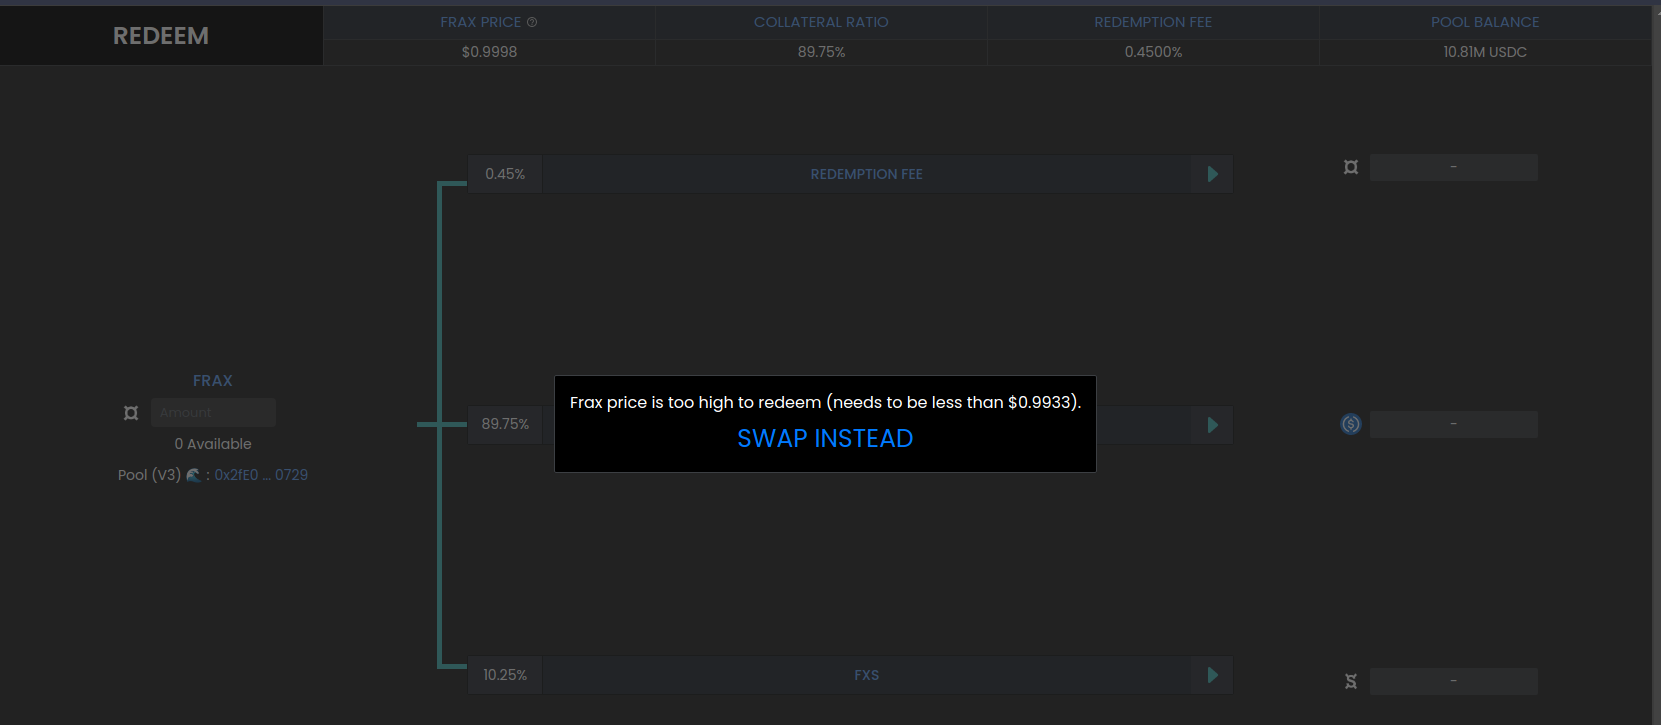 REDEEM
FRAX PRICE
COLLATERAL RATIO
REDEMPTION FEE
POOL BALANCE
$0.9998
89.75%
0.4500%
10.81M USDC
0.45%
REDEMPTION FEE
-
FRAX
Amount
0 Available
Pool (V3) 🌊 : 0x2fE0 ... 0729
89.75%
Frax price is too high to redeem (needs to be less than $0.9933).
SWAP INSTEAD
-
10.25%
FXS
-